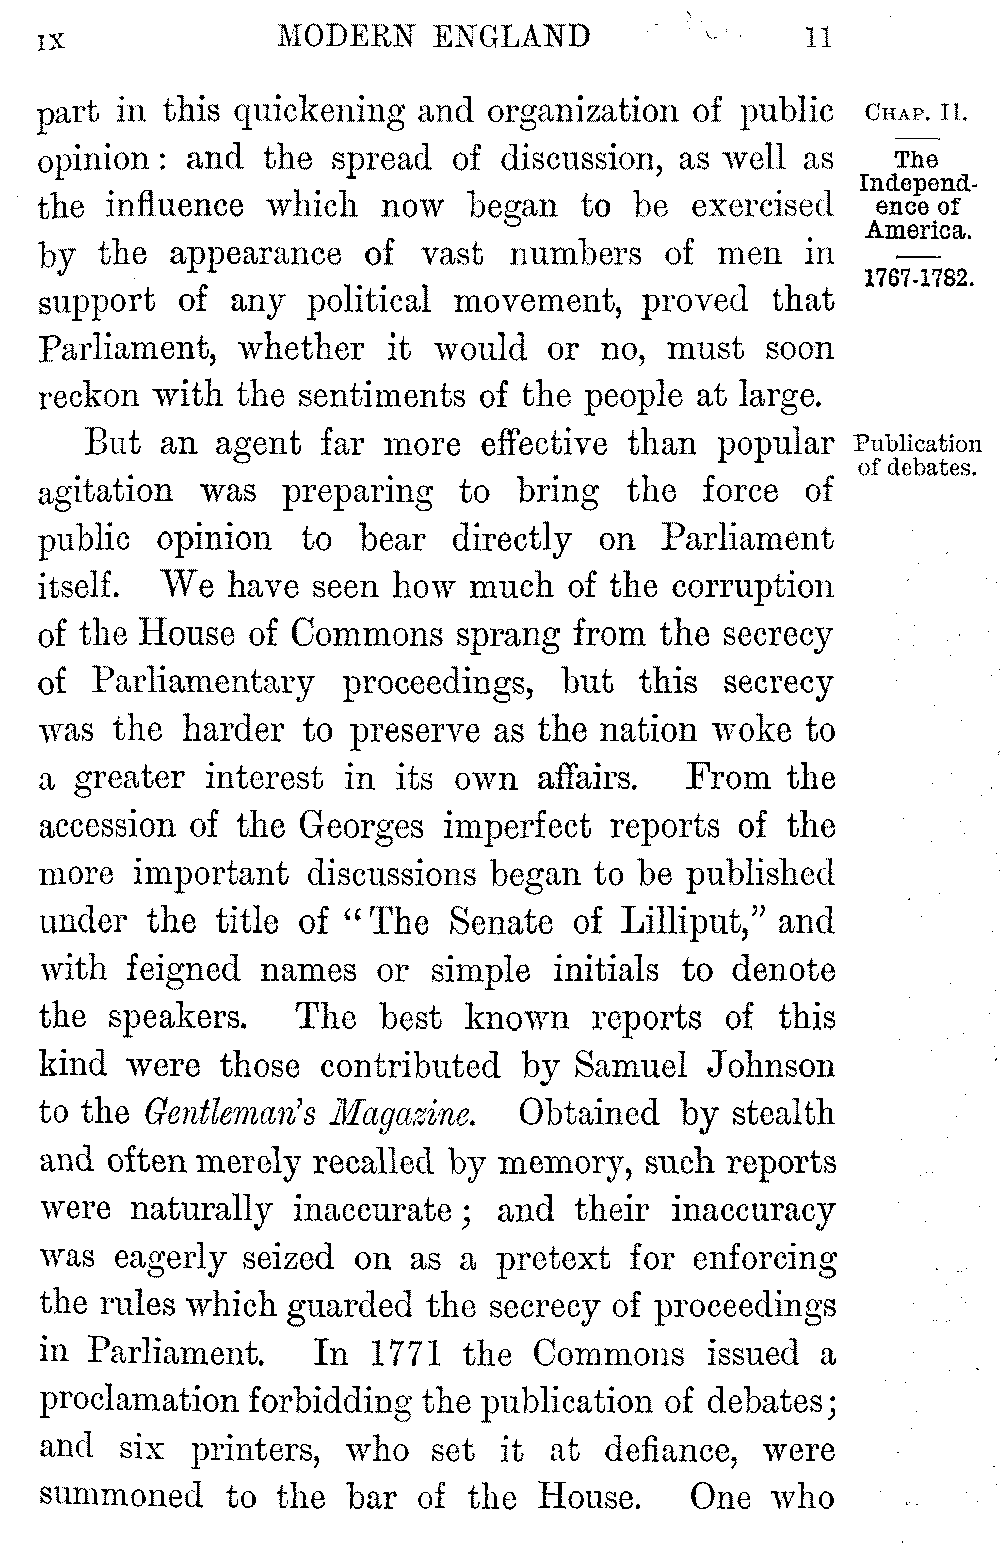 IX MODERN ENGLAND 11
part in this quickening and organization of public
opinion: and the spread of discussion, as well as
the influence which now began to be exercised
by the appearance of vast numbers of men in
support of any political movement, proved that
Parliament, whether it would or no, must soon
reckon with the sentiments of the people at large.
But an agent far more effective than popular
agitation was preparing to bring the force of
public opinion to bear directly on Parliament
itself. We have seen how much of the corruption
of the House of Commons sprang from the secrecy
of Parliamentary proceedings, but this secrecy
was the harder to preserve as the nation woke to
a greater interest in its own affairs. From the
accession of the Georges imperfect reports of the
more important discussions began to be published
under the title of "The Senate of Lilliput," and
with feigned names or simple initials to denote
the speakers. The best known reports of this
kind were those contributed by Samuel Johnson
to the Gentleman's Magazine. Obtained by stealth
and often merely recalled by memory, such reports
were naturally inaccurate; and their inaccuracy
was eagerly seized on as a pretext for enforcing
the rules which guarded the secrecy of proceedings
in Parliament. In 1771 the Commons issued a
proclamation forbidding the publication of debates;
and six printers, who set it at defiance, were
summoned to the bar of the House. One who
CHAP. II.
The
Independ-
ence of
America.
1767-1782.
Publication
of debates.